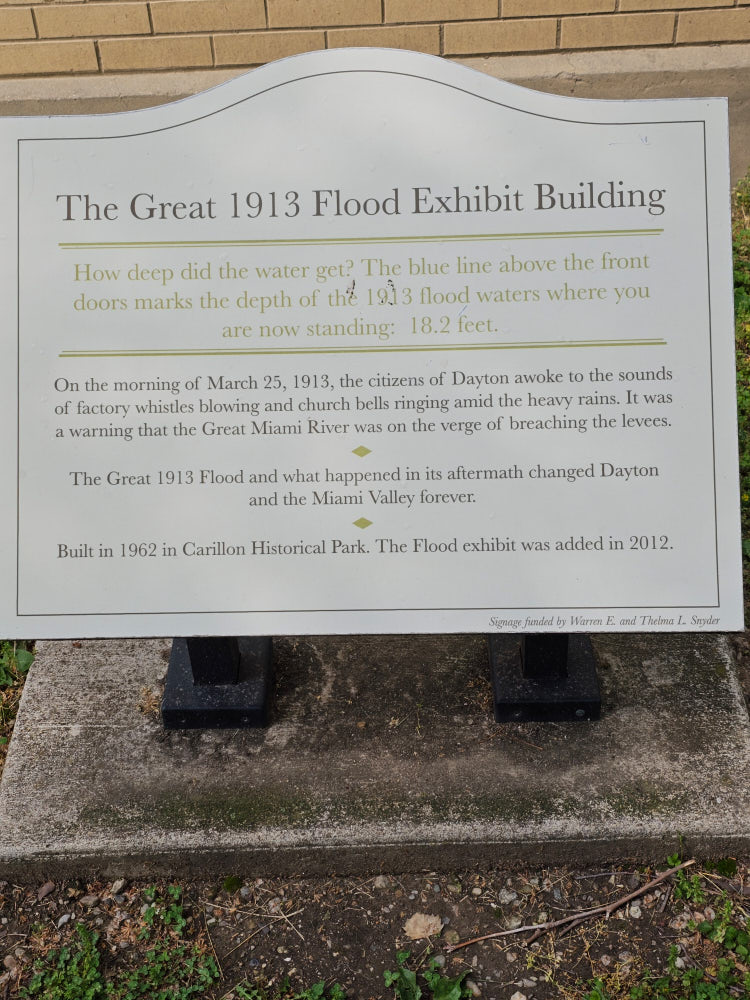 The Great 1913 Flood Exhibit Building
How deep did the water get? The blue line above the front
doors marks the depth of the 1913 flood waters where you
are now standing: 18.2 feet.
On the morning of March 25, 1913, the citizens of Dayton awoke to the sounds
of factory whistles blowing and church bells ringing amid the heavy rains. It was
a warning that the Great Miami River was on the verge of breaching the levees.
The Great 1913 Flood and what happened in its aftermath changed Dayton
and the Miami Valley forever.
Built in 1962 in Carillon Historical Park. The Flood exhibit was added in 2012.
Signage funded by Warren E. and Thelma L. Snyder